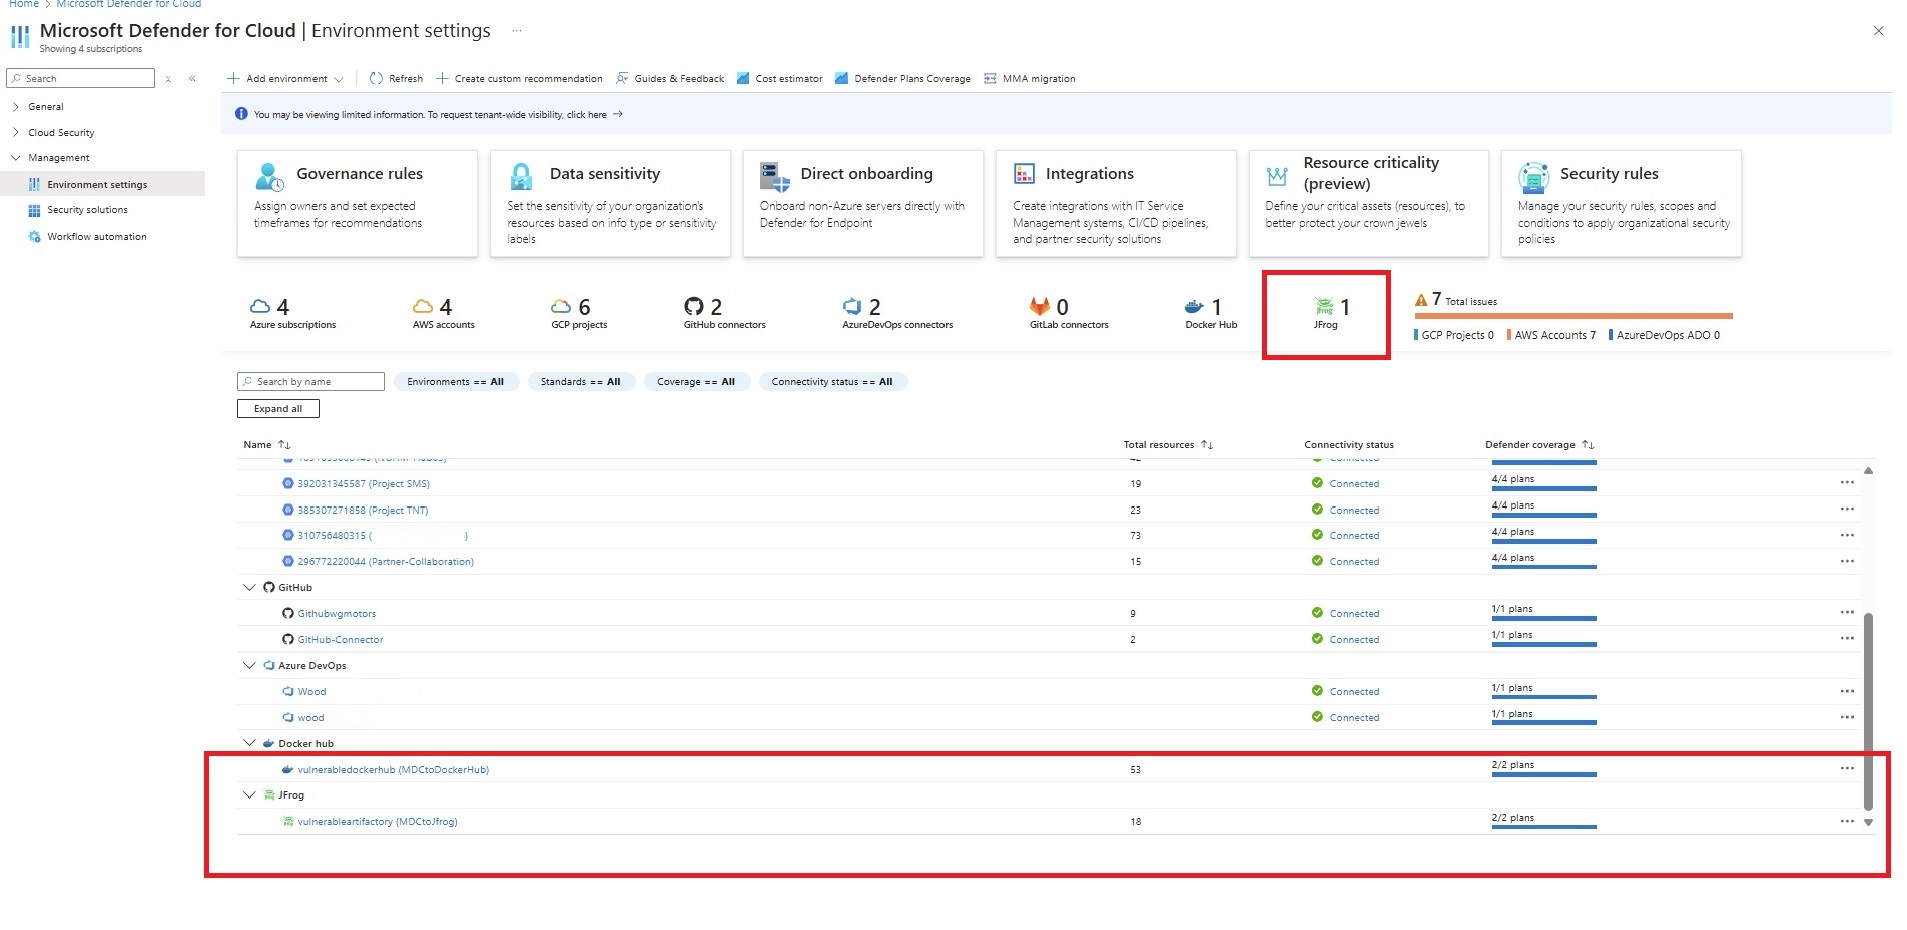 Home > Microsoft Defender for Cloud
Microsoft Defender for Cloud | Environment settings ...
Showing 4 subscriptions
Search
Add environment
Refresh
Create custom recommendation
Guides & Feedback
Cost estimator
Defender Plans Coverage
MMA migration
General
Cloud Security
Management
Environment settings
Security solutions
Workflow automation
You may be viewing limited information. To request tenant-wide visibility, click here →
Governance rules
Assign owners and set expected
timeframes for recommendations
Data sensitivity
Set the sensitivity of your organization's
resources based on info type or sensitivity
labels
Direct onboarding
Onboard non-Azure servers directly with
Defender for Endpoint
Integrations
Create integrations with IT Service
Management systems, CI/CD pipelines,
and partner security solutions
Resource criticality
(preview)
Define your critical assets (resources), to
better protect your crown jewels
Security rules
Manage your security rules, scopes and
conditions to apply organizational security
policies
4
Azure subscriptions
4
AWS accounts
6
GCP projects
2
GitHub connectors
2
AzureDevOps connectors
0
GitLab connectors
1
Docker Hub
1
JFrog
7 Total issues
GCP Projects 0
AWS Accounts 7
AzureDevOps ADO 0
Search by name
Environments == All
Standards == All
Coverage == All
Connectivity status == All
Expand all
Name ↑↓ Total resources ↑↓ Connectivity status Defender coverage ↑↓
392031345587 (Project SMS) 19 Connected 4/4 plans ...
385307271858 (Project TNT) 23 Connected 4/4 plans ...
310756480315 ( ) 73 Connected 4/4 plans ...
296772220044 (Partner-Collaboration) 15 Connected 4/4 plans ...
GitHub
Githubwgmotors 9 Connected 1/1 plans ...
GitHub-Connector 2 Connected 1/1 plans ...
Azure DevOps
Wood Connected 1/1 plans ...
wood Connected 1/1 plans ...
Docker hub
vulnerabledockerhub (MDCtoDockerHub) 53 2/2 plans ...
JFrog
vulnerableartifactory (MDCtoJfrog) 18 2/2 plans ...